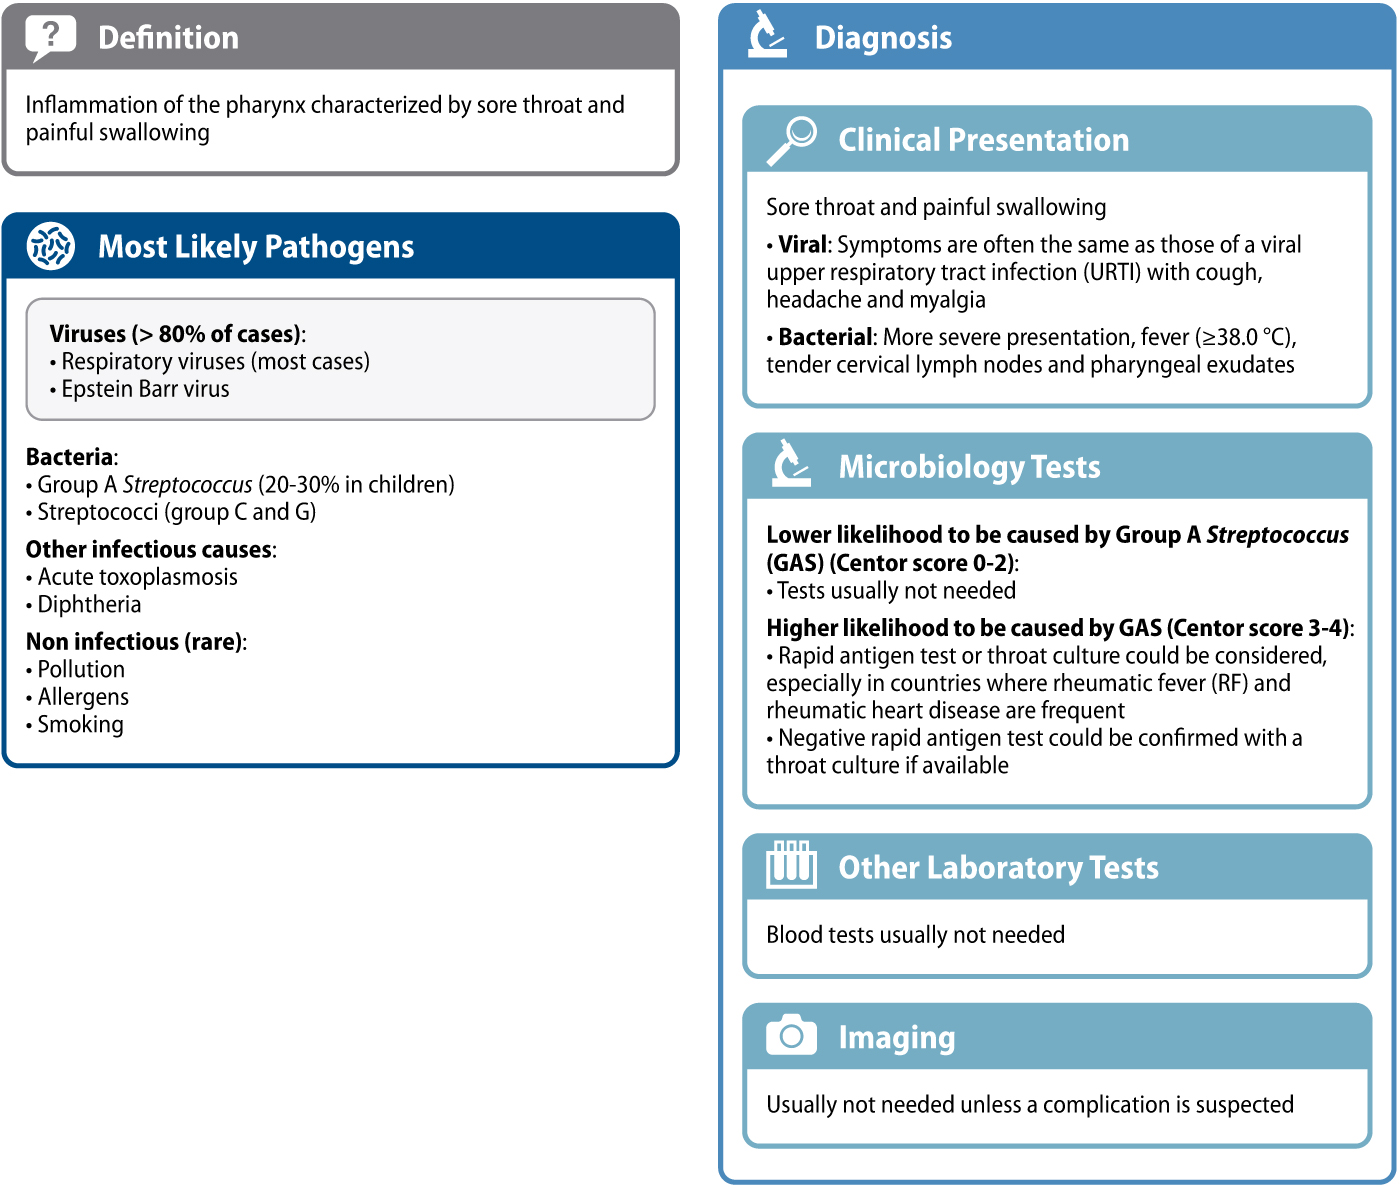 Definition
Inflammation of the pharynx characterized by sore throat and
painful swallowing
Most Likely Pathogens
Viruses (> 80% of cases):
• Respiratory viruses (most cases)
• Epstein Barr virus
Bacteria:
• Group A Streptococcus (20-30% in children)
• Streptococci (group C and G)
Other infectious causes:
• Acute toxoplasmosis
• Diphtheria
Non infectious (rare):
• Pollution
• Allergens
• Smoking
Diagnosis
Clinical Presentation
Sore throat and painful swallowing
• Viral: Symptoms are often the same as those of a viral
upper respiratory tract infection (URTI) with cough,
headache and myalgia
• Bacterial: More severe presentation, fever (≥38.0 °C),
tender cervical lymph nodes and pharyngeal exudates
Microbiology Tests
Lower likelihood to be caused by Group A Streptococcus
(GAS) (Centor score 0-2):
• Tests usually not needed
Higher likelihood to be caused by GAS (Centor score 3-4):
• Rapid antigen test or throat culture could be considered,
especially in countries where rheumatic fever (RF) and
rheumatic heart disease are frequent
• Negative rapid antigen test could be confirmed with a
throat culture if available
Other Laboratory Tests
Blood tests usually not needed
Imaging
Usually not needed unless a complication is suspected